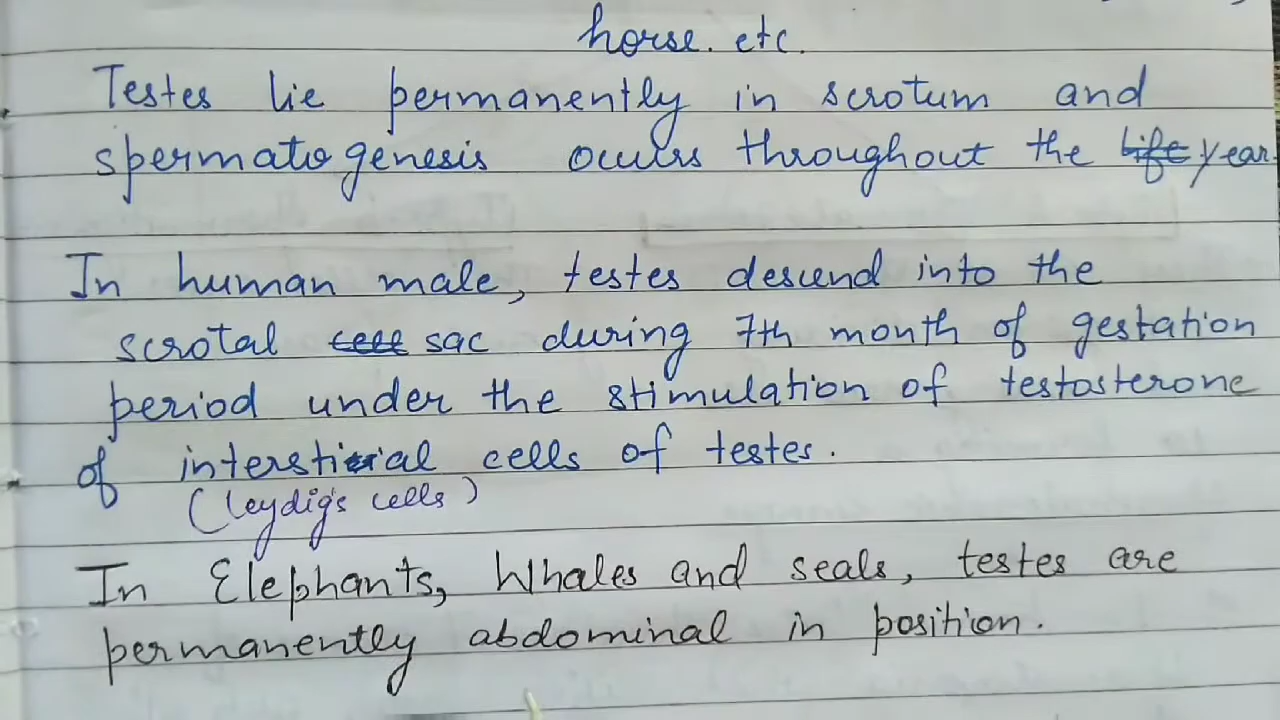 horse. etc.
Testes lie permanently in scrotum and
spermatogenesis occurs throughout the life year.
In human male, testes descend into the
scrotal sac during 7th month of gestation
period under the stimulation of testosterone
of interstitial cells of testes.
(leydig's cells)
In Elephants, Whales and seals, testes are
permanently abdominal in position.